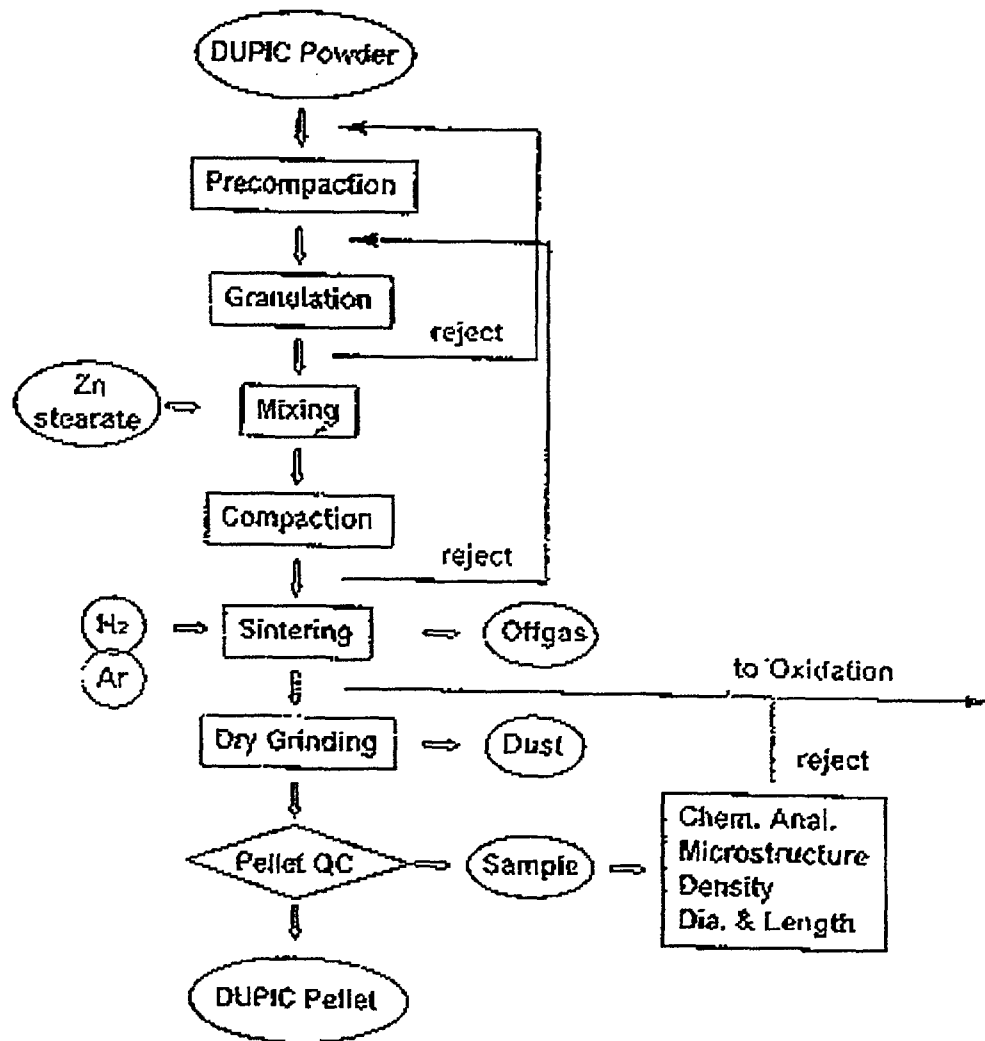 DUPIC Powder
Precompaction
Granulation
reject
Zn
stearate
Mixing
Compaction
reject
H₂
Ar
Sintering
Offgas
to Oxidation
Dry Grinding
Dust
reject
Chem. Anal.
Microstructure
Density
Dia. & Length
Pellet QC
Sample
DUPIC Pellet